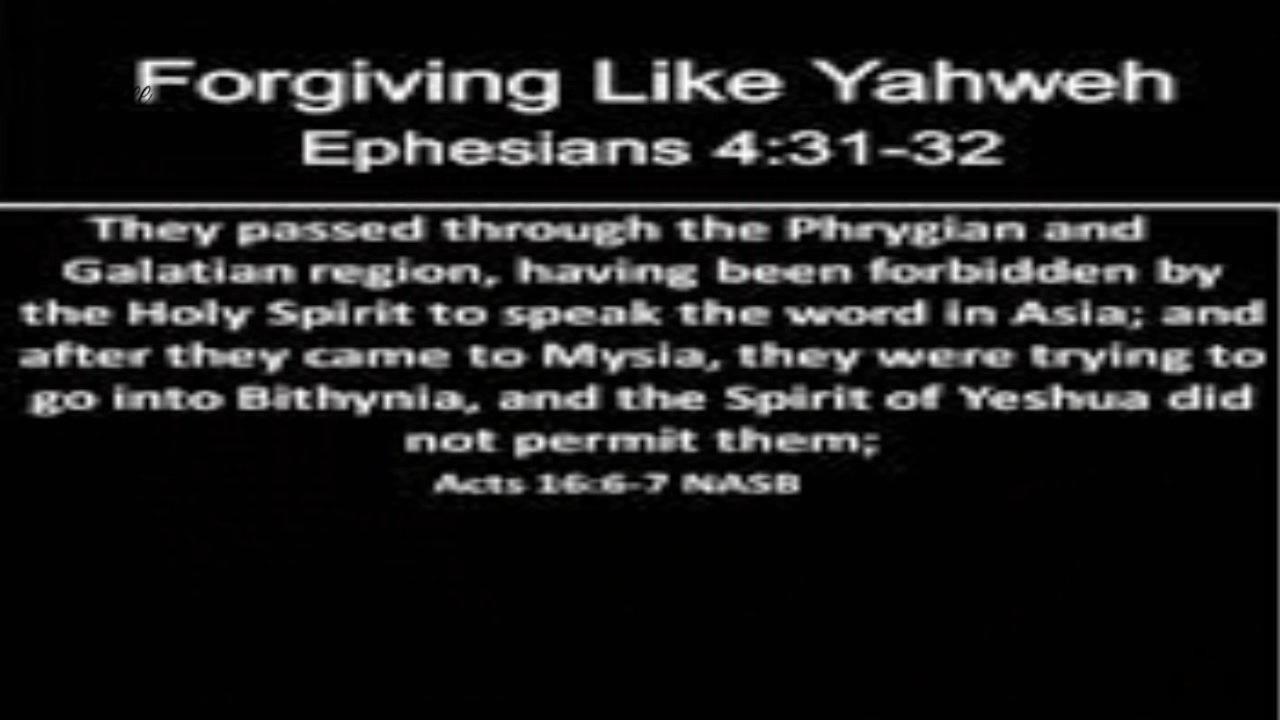 Forgiving Like Yahweh
Ephesians 4:31-32
They passed through the Phrygian and
Galatian region, having been forbidden by
the Holy Spirit to speak the word in Asia; and
after they came to Mysia, they were trying to
go into Bithynia, and the Spirit of Yeshua did
not permit them;
Acts 16:6-7 NASB